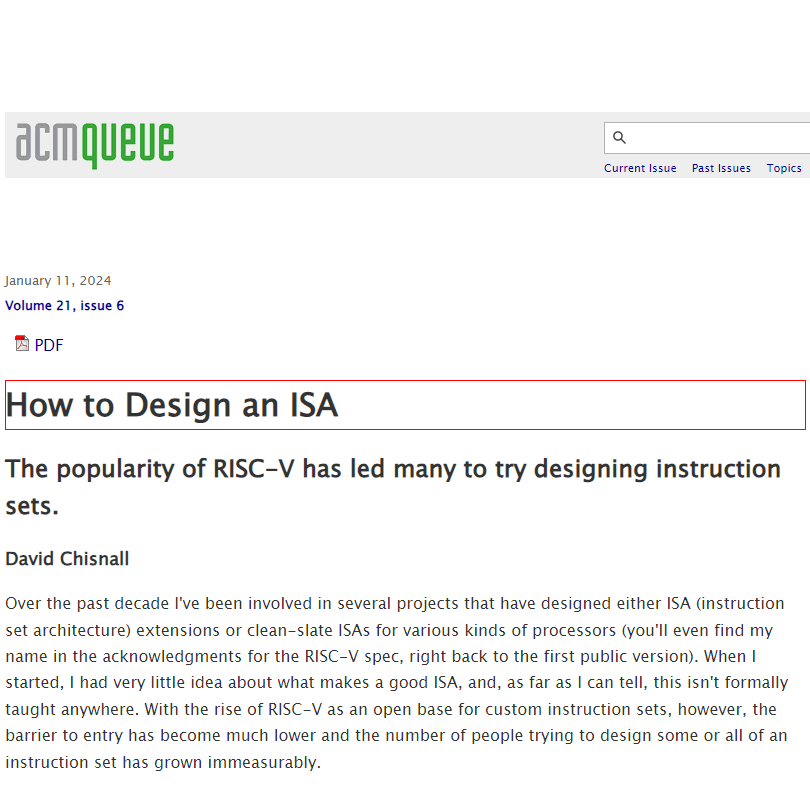 acmqueue
Current Issue Past Issues Topics
January 11, 2024
Volume 21, issue 6
PDF
How to Design an ISA
The popularity of RISC-V has led many to try designing instruction
sets.
David Chisnall
Over the past decade I've been involved in several projects that have designed either ISA (instruction
set architecture) extensions or clean-slate ISAs for various kinds of processors (you'll even find my
name in the acknowledgments for the RISC-V spec, right back to the first public version). When I
started, I had very little idea about what makes a good ISA, and, as far as I can tell, this isn't formally
taught anywhere. With the rise of RISC-V as an open base for custom instruction sets, however, the
barrier to entry has become much lower and the number of people trying to design some or all of an
instruction set has grown immeasurably.